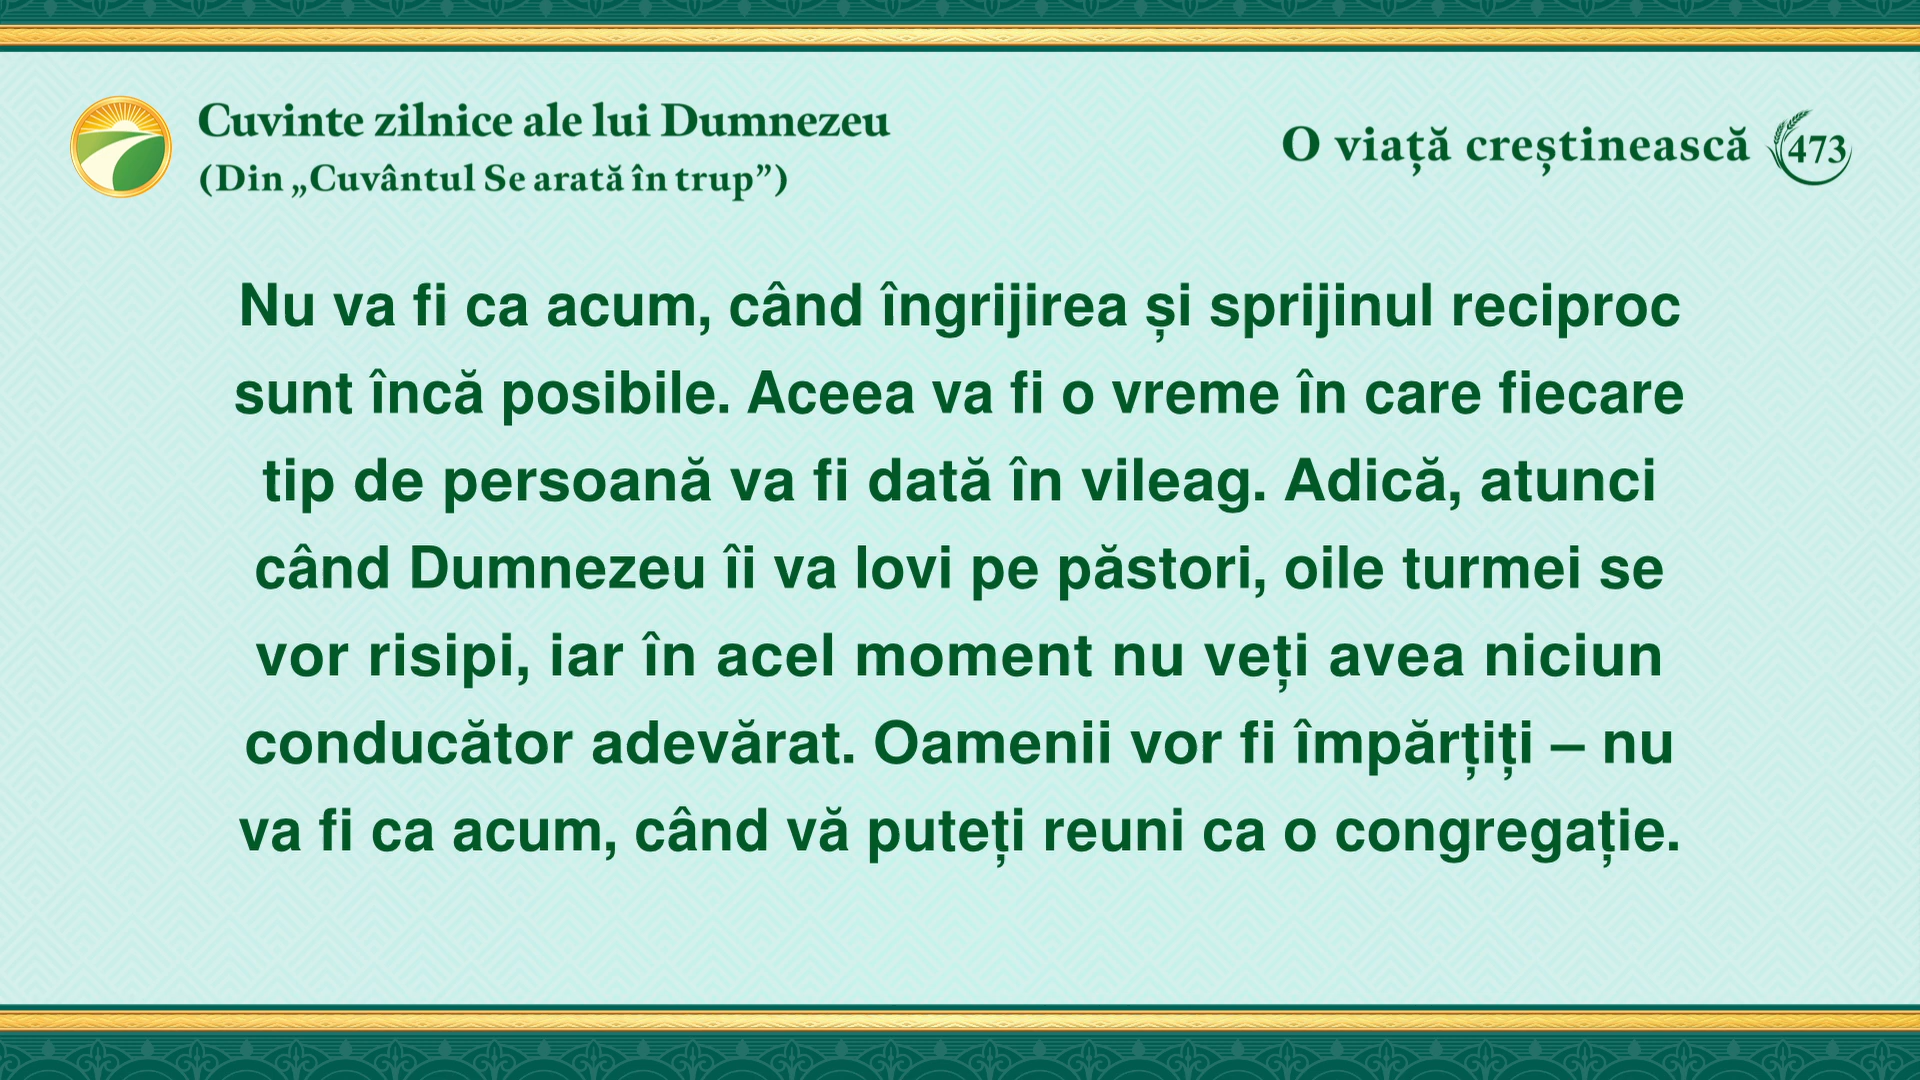 Cuvinte zilnice ale lui Dumnezeu
(Din „Cuvântul Se arată în trup”)
O viață creștinească 473
Nu va fi ca acum, când îngrijirea și sprijinul reciproc
sunt încă posibile. Aceea va fi o vreme în care fiecare
tip de persoană va fi dată în vileag. Adică, atunci
când Dumnezeu îi va lovi pe păstori, oile turmei se
vor risipi, iar în acel moment nu veți avea niciun
conducător adevărat. Oamenii vor fi împărțiți – nu
va fi ca acum, când vă puteți reuni ca o congregație.